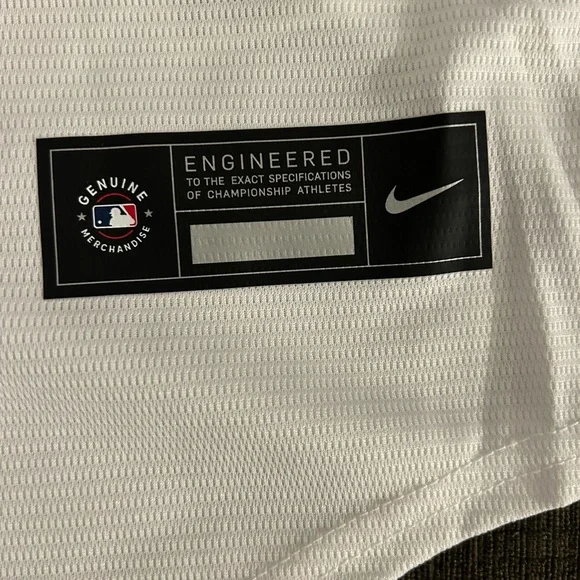 GENUINE
MERCHANDISE
ENGINEERED
TO THE EXACT SPECIFICATIONS
OF CHAMPIONSHIP ATHLETES